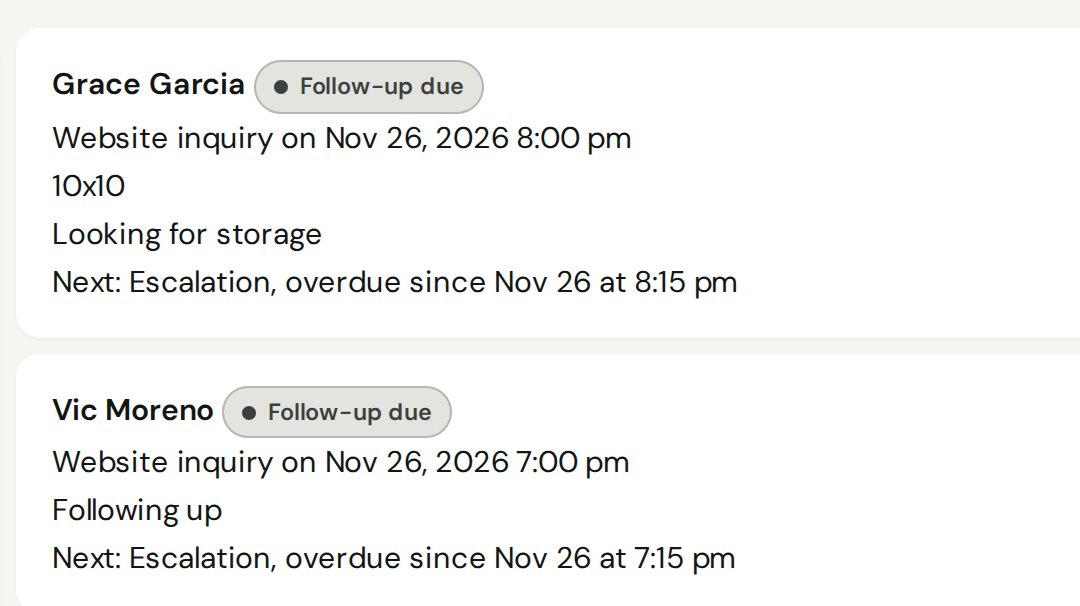 Grace Garcia Follow-up due
Website inquiry on Nov 26, 2026 8:00 pm
10x10
Looking for storage
Next: Escalation, overdue since Nov 26 at 8:15 pm
Vic Moreno Follow-up due
Website inquiry on Nov 26, 2026 7:00 pm
Following up
Next: Escalation, overdue since Nov 26 at 7:15 pm